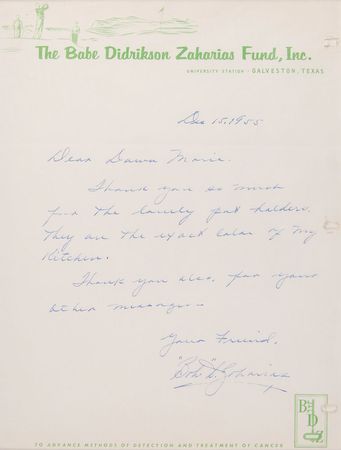 The Babe Didrikson Zaharias Fund, Inc.
UNIVERSITY STATION · GALVESTON, TEXAS
Dec 15, 1955
Dear Dawn Marie.
Thank you so much
for the lovely pot holders.
They are the exact color of my
Kitchen.
Thank you also, for your
other messages—
Your Friend.
"Babe" D. Zaharias
B D
TO ADVANCE METHODS OF DETECTION AND TREATMENT OF CANCER